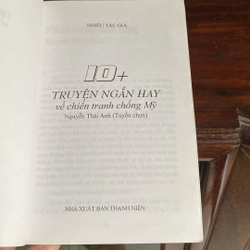 NHIỀU TÁC GIẢ
10+
TRUYỆN NGẮN HAY
về chiến tranh chống Mỹ
Nguyễn Thái Anh (Tuyển chọn)
NHÀ XUẤT BẢN THANH NIÊN